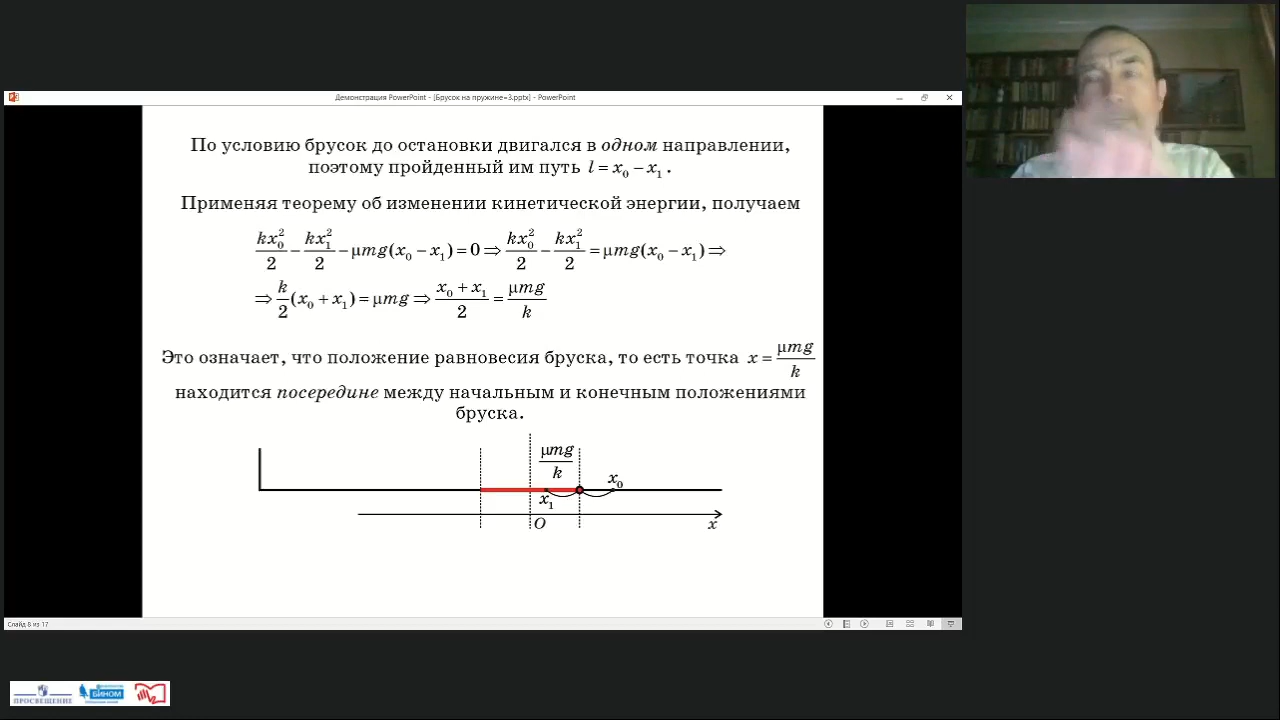 Демонстрация PowerPoint - [Брусок на пружине=3.pptx] - PowerPoint
По условию брусок до остановки двигался в одном направлении,
поэтому пройденный им путь l = x₀ − x₁.
Применяя теорему об изменении кинетической энергии, получаем
kx₀²/2 − kx₁²/2 − μmg(x₀ − x₁) = 0 ⇒ kx₀²/2 − kx₁²/2 = μmg(x₀ − x₁) ⇒
⇒ k/2 (x₀ + x₁) = μmg ⇒ (x₀ + x₁)/2 = μmg/k
Это означает, что положение равновесия бруска, то есть точка x = μmg/k
находится посередине между начальным и конечным положениями
бруска.
μmg/k
x₀
x₁
O
x
Слайд 8 из 17
ПРОСВЕЩЕНИЕ
БИНОМ